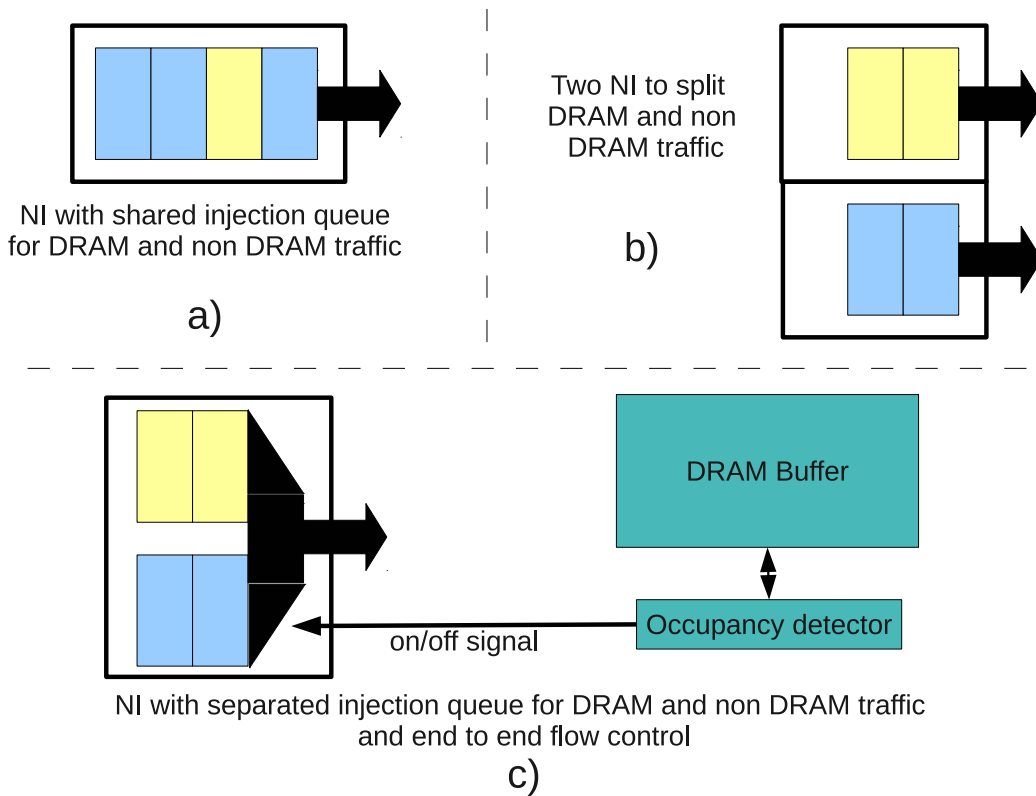 NI with shared injection queue
for DRAM and non DRAM traffic
a)
Two NI to split
DRAM and non
DRAM traffic
b)
DRAM Buffer
Occupancy detector
on/off signal
NI with separated injection queue for DRAM and non DRAM traffic
and end to end flow control
c)